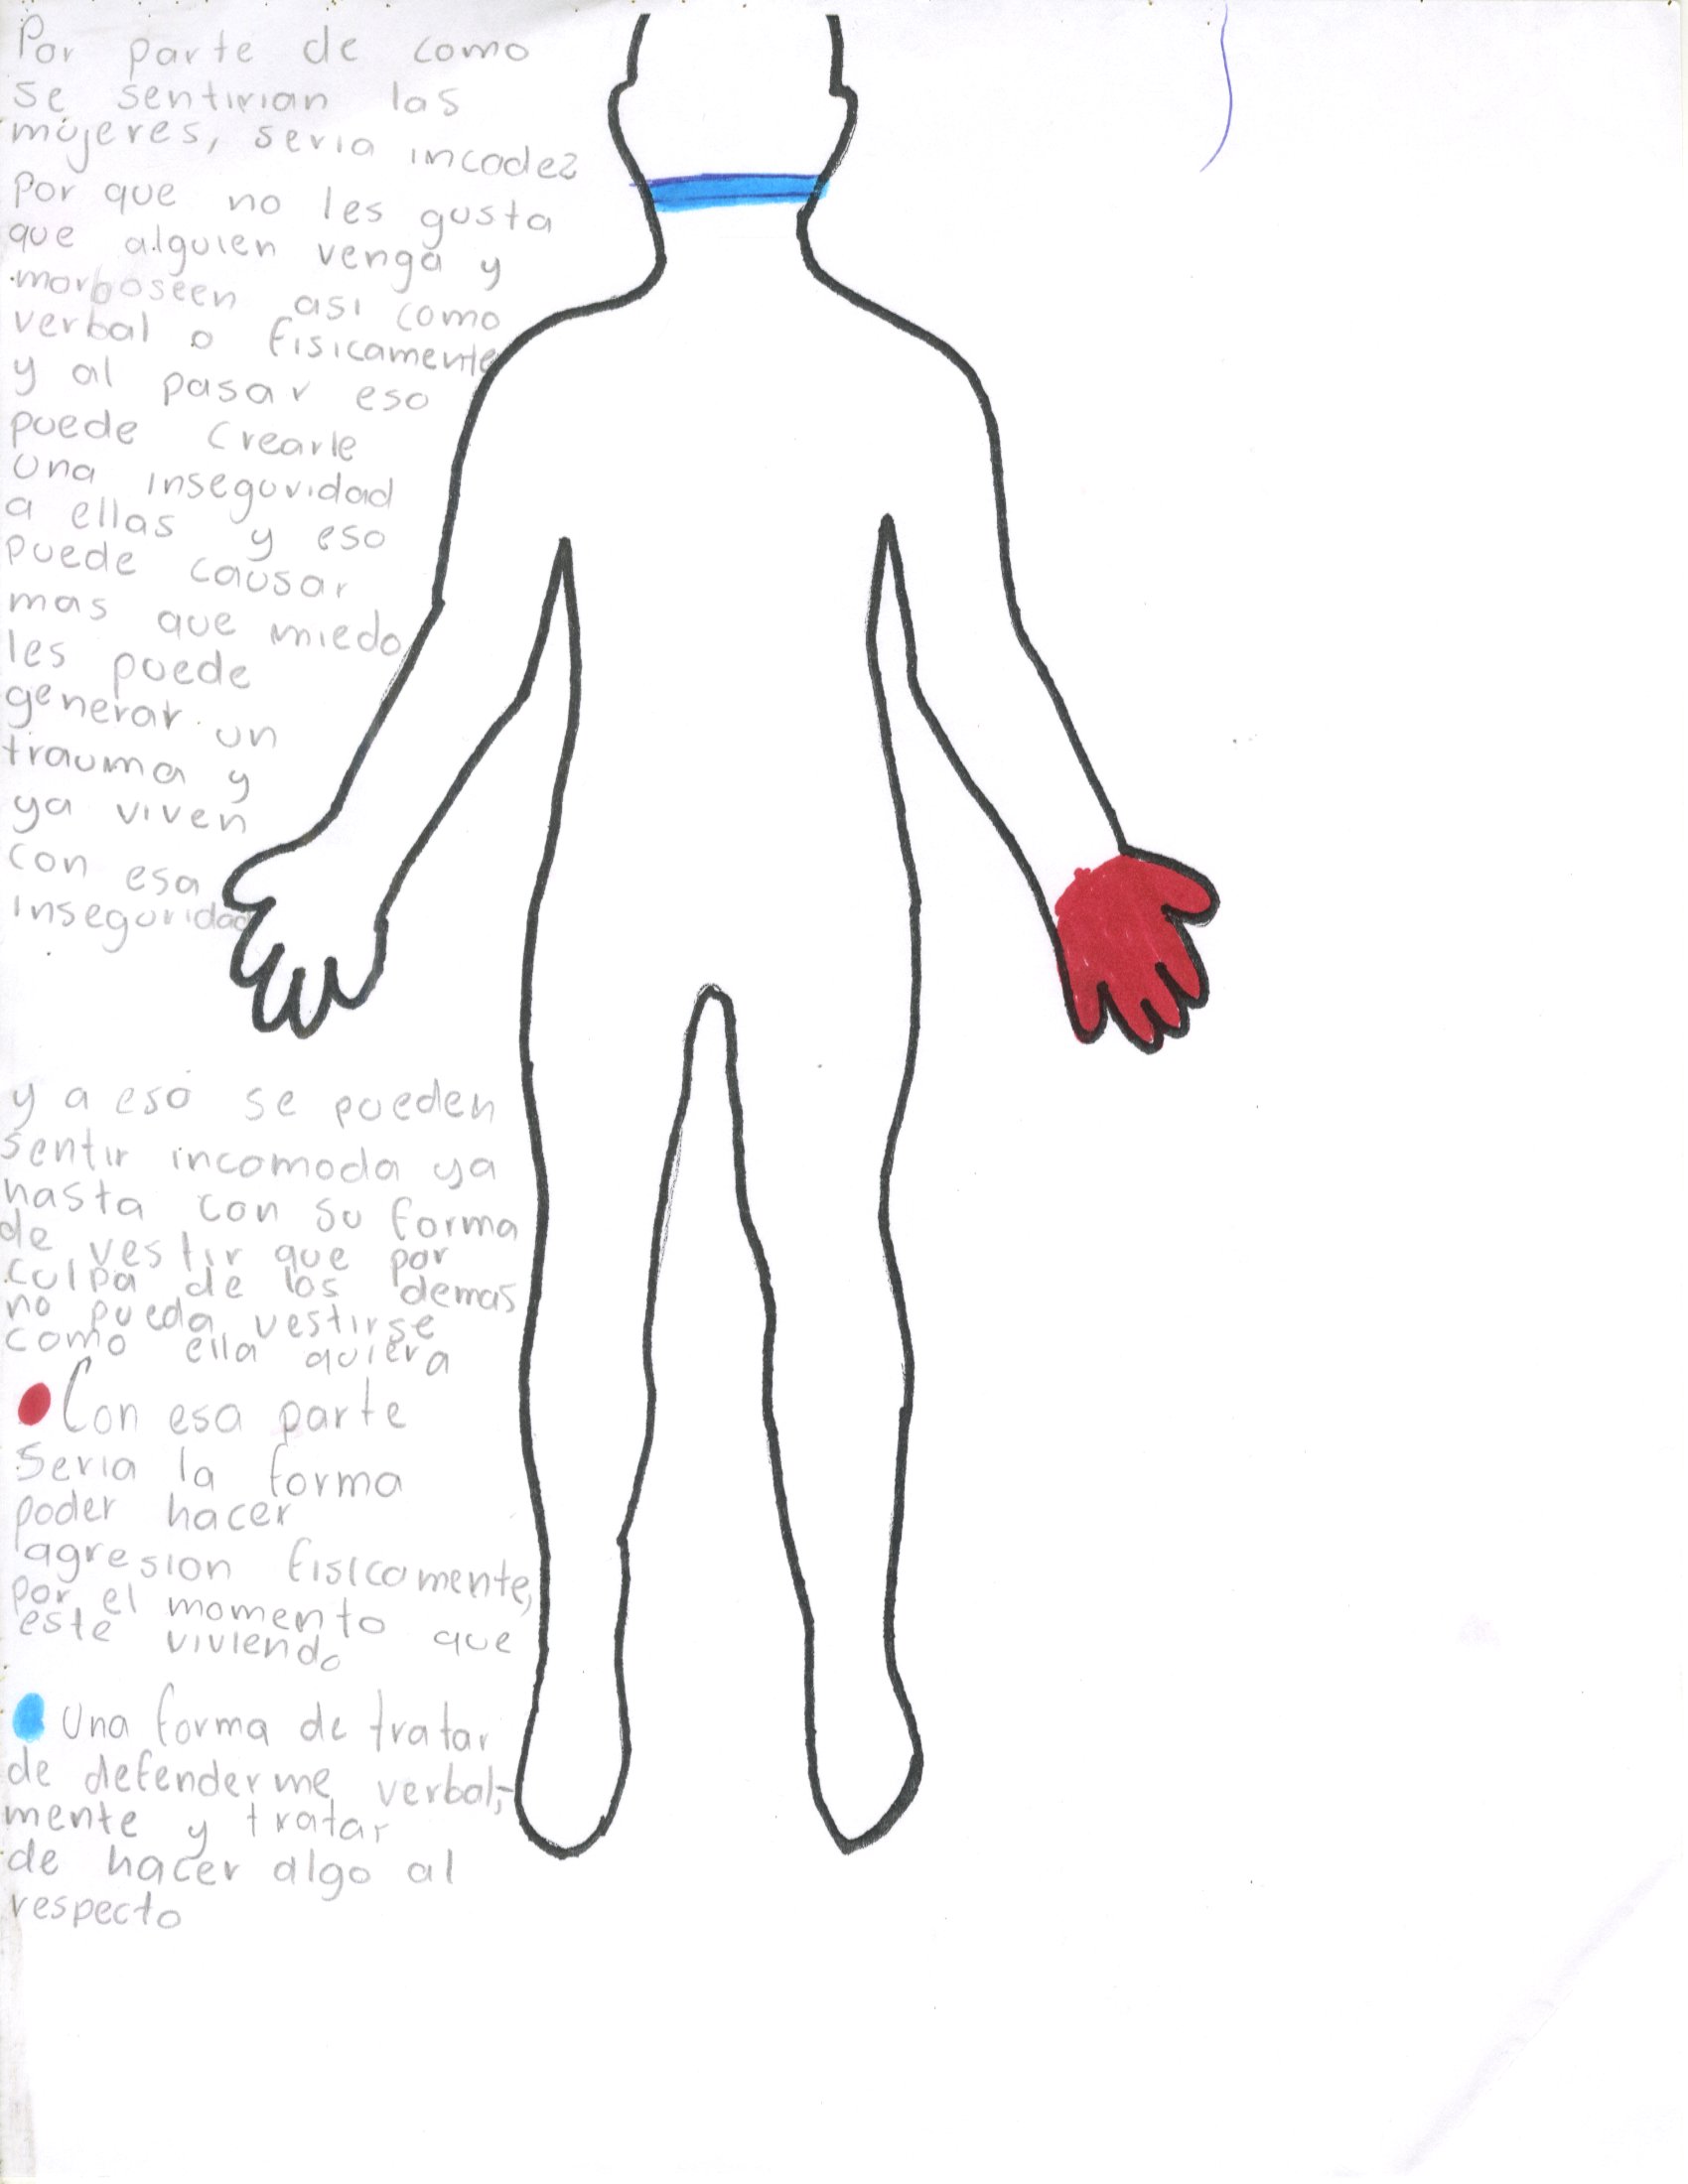 Por parte de como
se sentirian las
mujeres, seria incodez
por que no les gusta
que alguien venga y
morboseen asi como
verbal o fisicamente
y al pasar eso
puede crearle
una inseguridad
a ellas y eso
puede causar
mas que miedo
les puede
generar un
trauma y
ya viven
con esa
inseguridad
y a eso se pueden
sentir incomoda ya
hasta con su forma
de vestir que por
culpa de los demas
no pueda vestirse
como ella quiera
Con esa parte
seria la forma
poder hacer
agresion fisicamente,
por el momento que
este viviendo
Una forma de tratar
de defenderme verbal-
mente y tratar
de hacer algo al
respecto